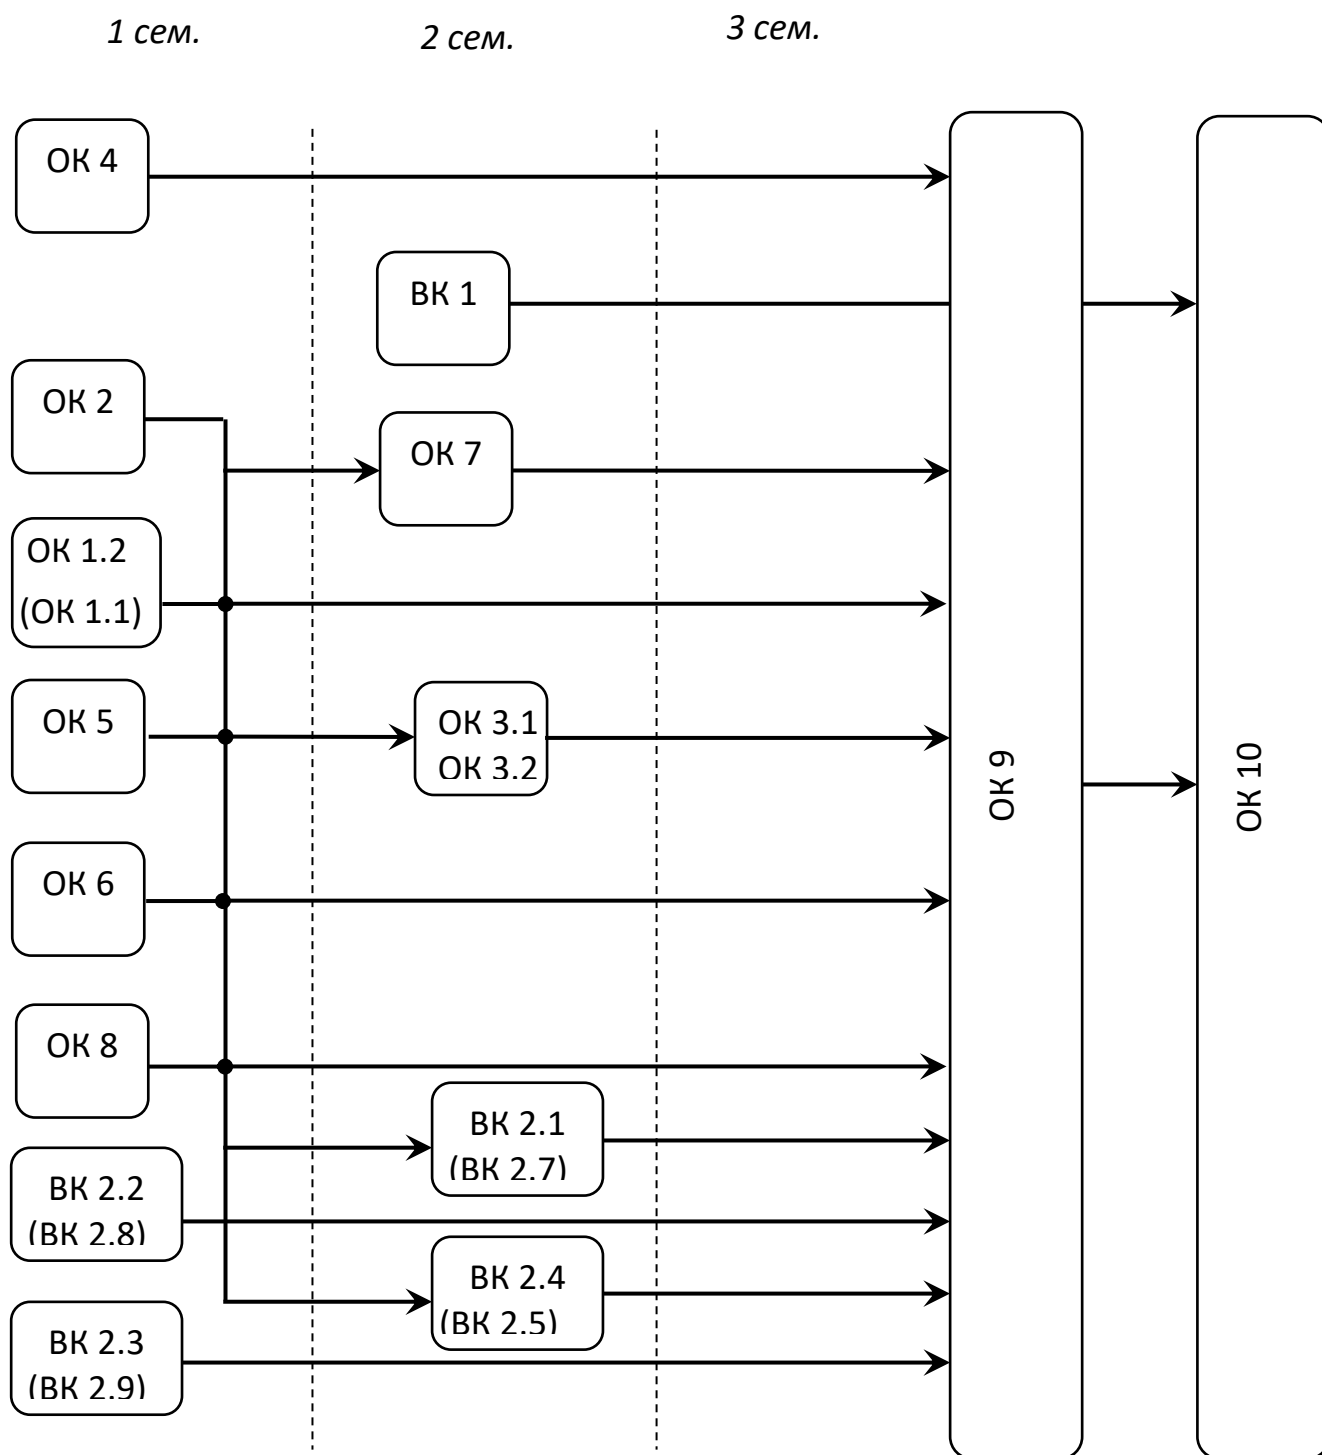 1 сем.
2 сем.
3 сем.
ОК 4
ВК 1
ОК 2
ОК 7
ОК 1.2
(ОК 1.1)
ОК 5
ОК 3.1
ОК 3.2
ОК 9
ОК 10
ОК 6
ОК 8
ВК 2.1
(ВК 2.7)
ВК 2.2
(ВК 2.8)
ВК 2.4
(ВК 2.5)
ВК 2.3
(ВК 2.9)